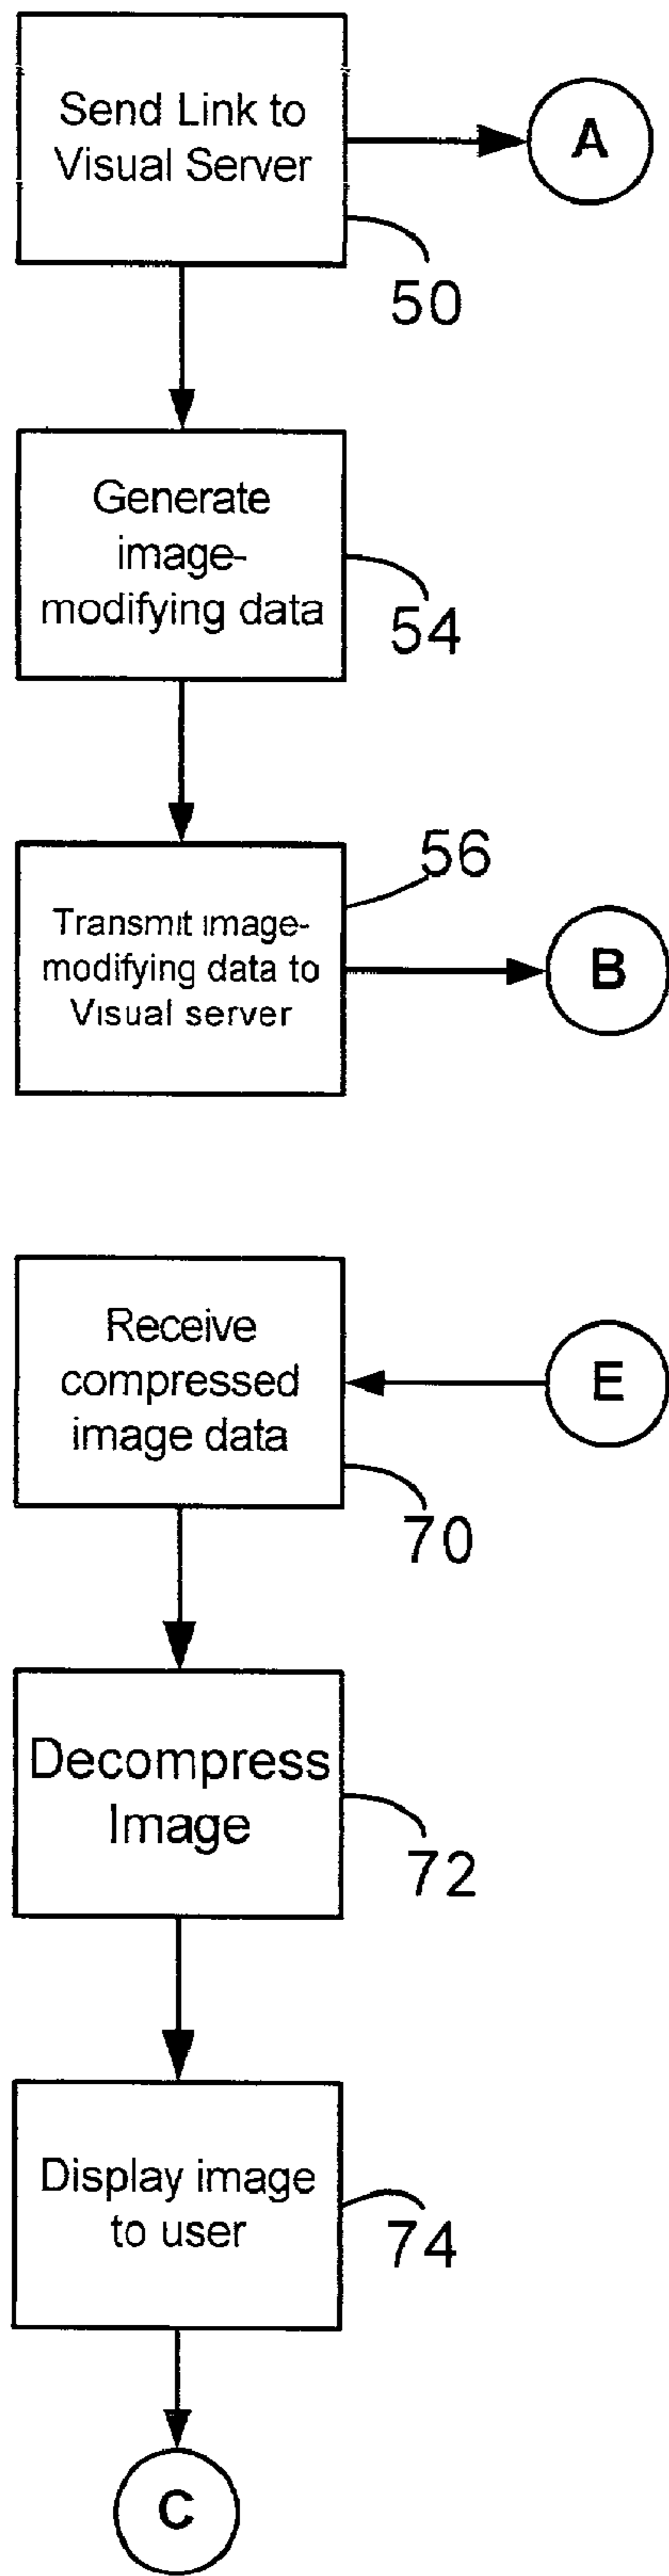 Send Link to
Visual Server
A
50
Generate
image-
modifying data
54
56
Transmit image-
modifying data to
Visual server
B
Receive
compressed
image data
E
70
Decompress
Image
72
Display image
to user
74
C